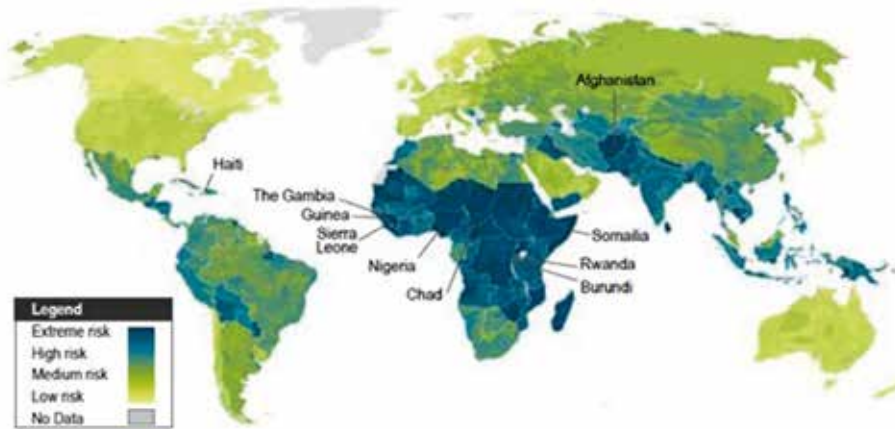 Afghanistan
Haiti
The Gambia
Guinea
Sierra
Leone
Nigeria
Chad
Somailia
Rwanda
Burundi
Legend
Extreme risk
High risk
Medium risk
Low risk
No Data